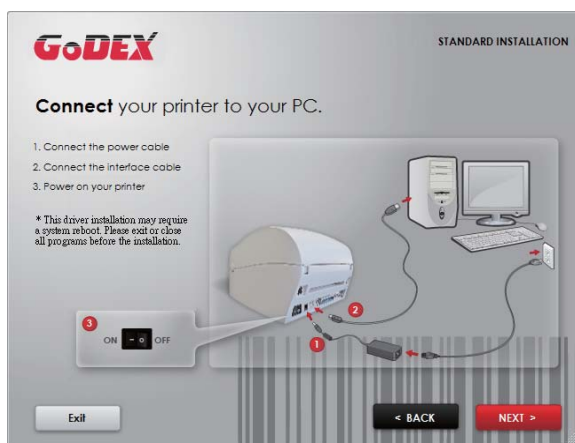 GoDEX
STANDARD INSTALLATION
Connect your printer to your PC.
1. Connect the power cable
2. Connect the interface cable
3. Power on your printer
* This driver installation may require
a system reboot. Please exit or close
all programs before the installation.
3
ON - o OFF
2
1
Exit
< BACK
NEXT >